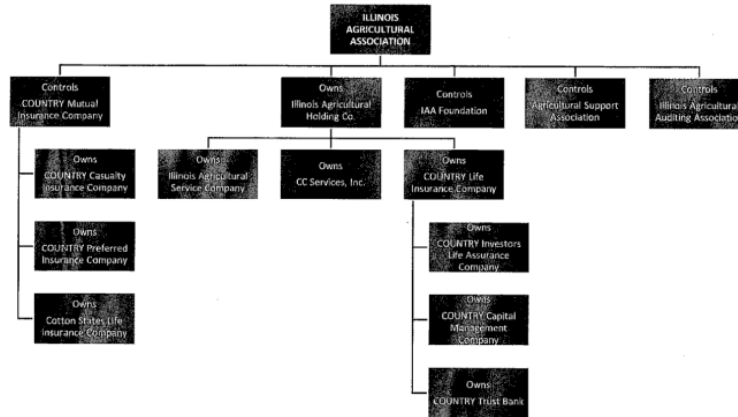 ILLINOIS
AGRICULTURAL
ASSOCIATION
Controls
COUNTRY Mutual
Insurance Company
Owns
Illinois Agricultural
Holding Co.
Controls
IAA Foundation
Controls
Agricultural Support
Association
Controls
Illinois Agricultural
Auditing Association
Owns
COUNTRY Casualty
Insurance Company
Owns
Illinois Agricultural
Service Company
Owns
CC Services, Inc.
Owns
COUNTRY Life
Insurance Company
Owns
COUNTRY Preferred
Insurance Company
Owns
COUNTRY Investors
Life Assurance
Company
Owns
Cotton States Life
Insurance Company
Owns
COUNTRY Capital
Management
Company
Owns
COUNTRY Trust Bank